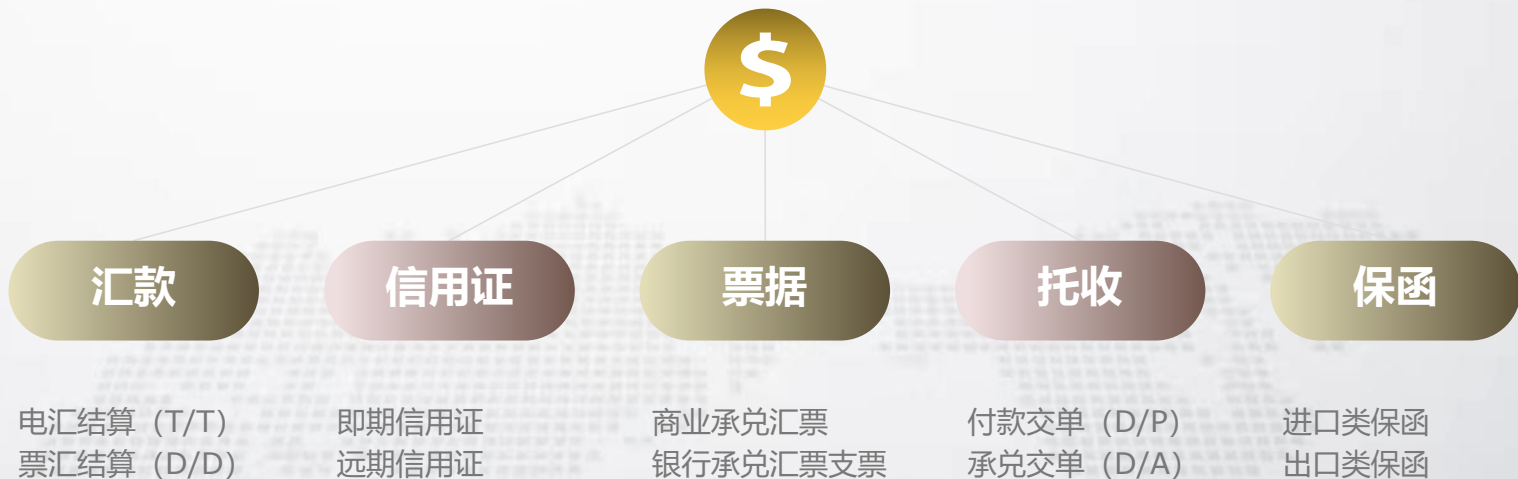 $
汇款
信用证
票据
托收
保函
电汇结算（T/T）
票汇结算（D/D）
即期信用证
远期信用证
商业承兑汇票
银行承兑汇票支票
付款交单（D/P）
承兑交单（D/A）
进口类保函
出口类保函